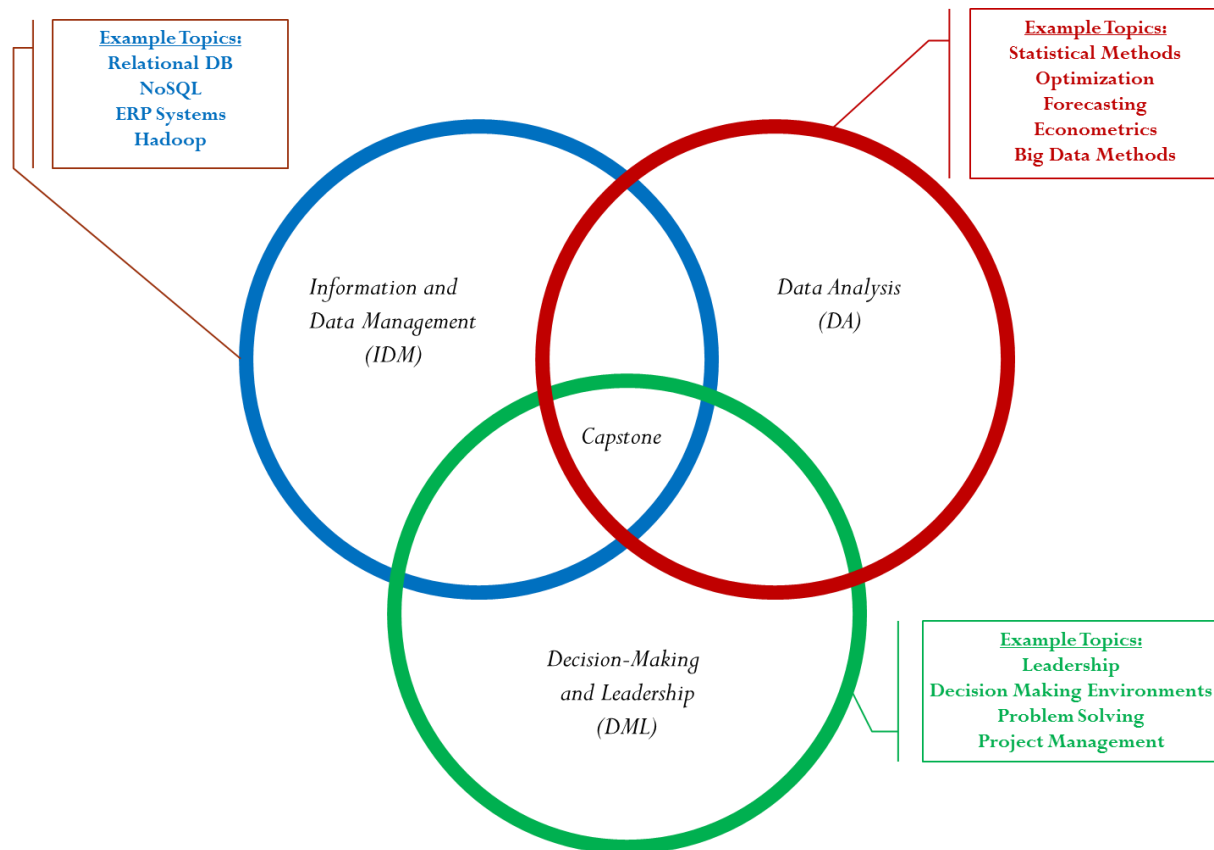 Example Topics:
Relational DB
NoSQL
ERP Systems
Hadoop
Example Topics:
Statistical Methods
Optimization
Forecasting
Econometrics
Big Data Methods
Information and
Data Management
(IDM)
Data Analysis
(DA)
Capstone
Decision-Making
and Leadership
(DML)
Example Topics:
Leadership
Decision Making Environments
Problem Solving
Project Management